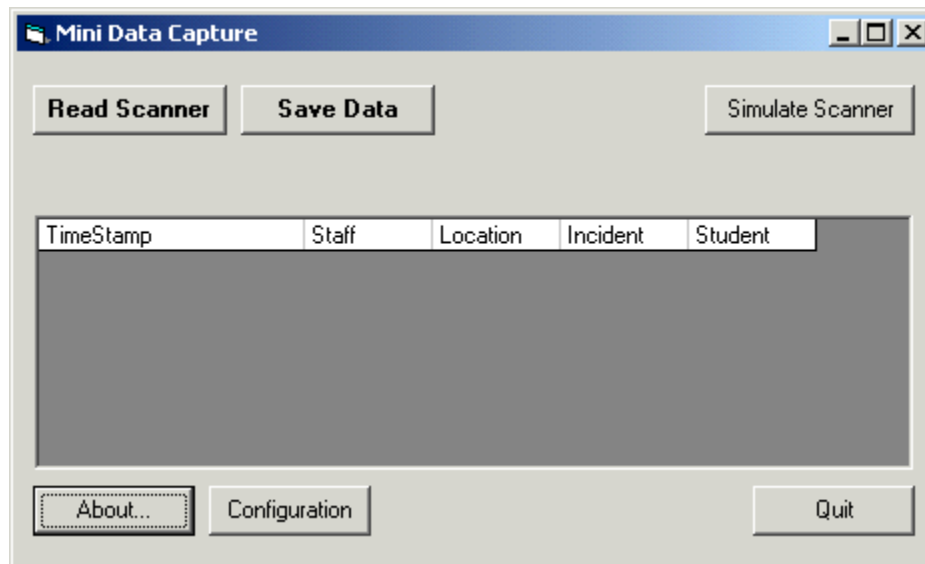 Mini Data Capture
Read Scanner Save Data Simulate Scanner
TimeStamp Staff Location Incident Student
About... Configuration Quit